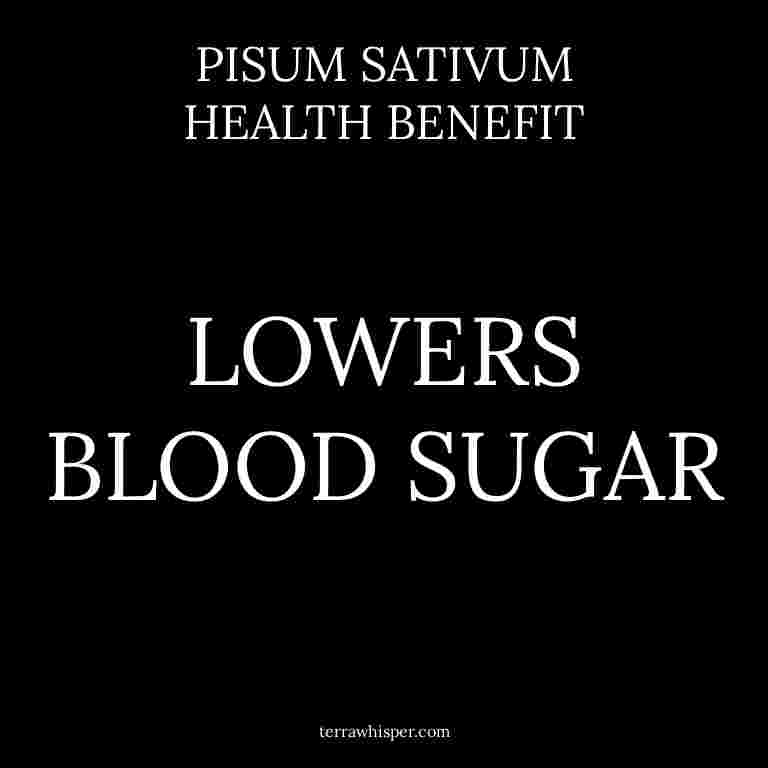 PISUM SATIVUM
HEALTH BENEFIT
LOWERS
BLOOD SUGAR
terrawhisper.com